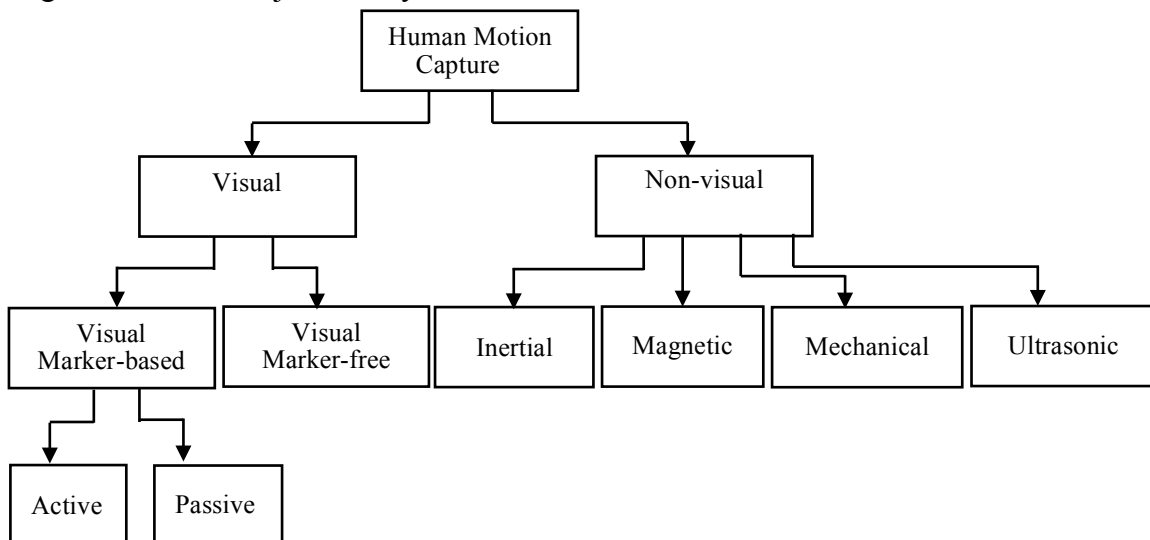 Human Motion
Capture
Visual
Non-visual
Visual
Marker-based
Visual
Marker-free
Inertial
Magnetic
Mechanical
Ultrasonic
Active
Passive